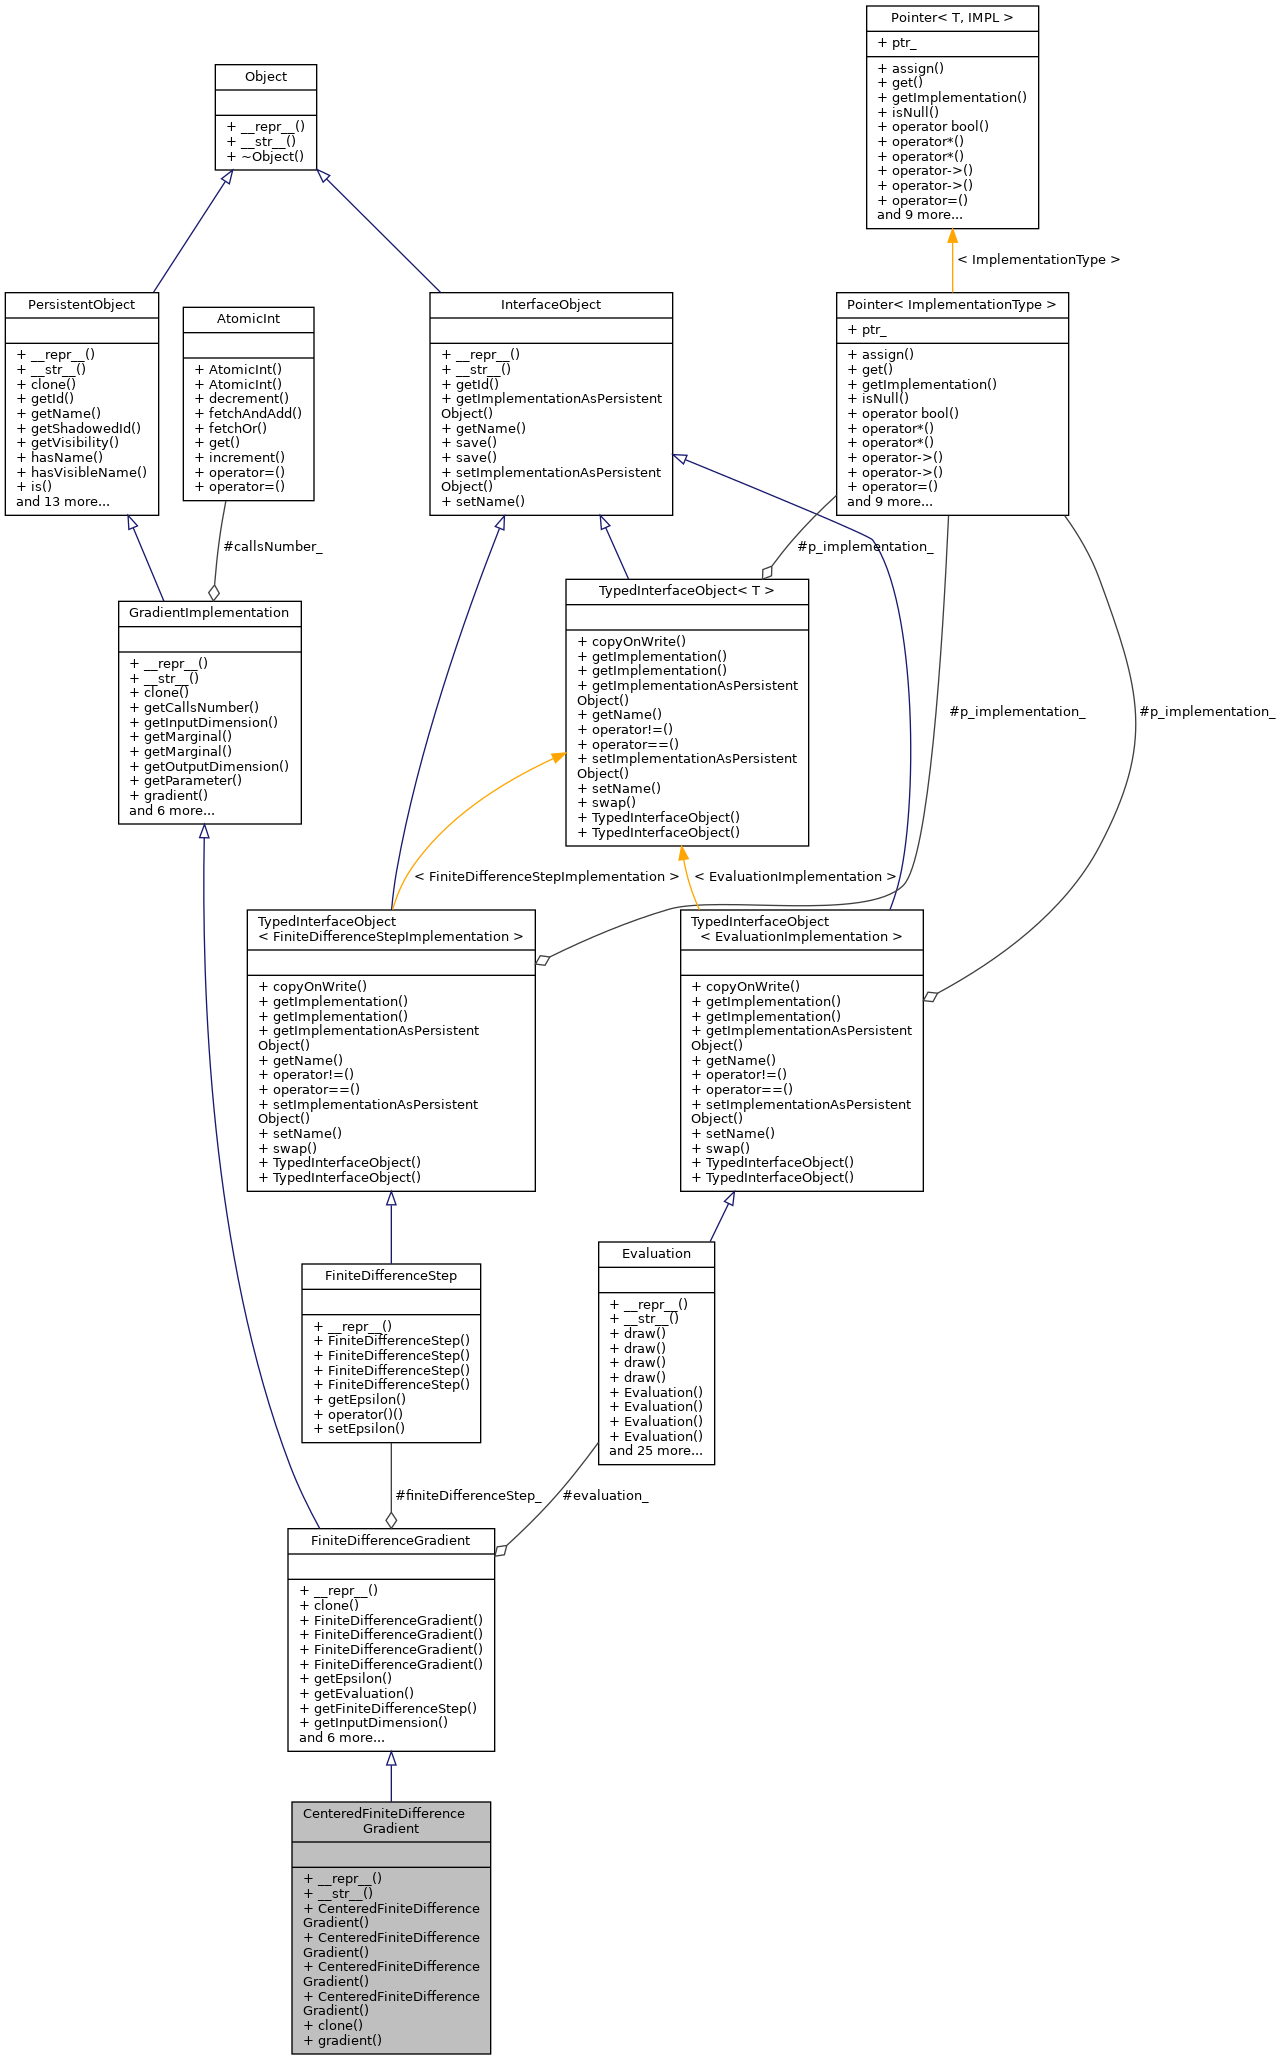 Pointer< T, IMPL >
+ ptr_
+ assign()
+ get()
+ getImplementation()
+ isNull()
+ operator bool()
+ operator*()
+ operator*()
+ operator->()
+ operator->()
+ operator=()
and 9 more...
Object
+ __repr__()
+ __str__()
+ ~Object()
< ImplementationType >
PersistentObject
+ __repr__()
+ __str__()
+ clone()
+ getId()
+ getName()
+ getShadowedId()
+ getVisibility()
+ hasName()
+ hasVisibleName()
+ is()
and 13 more...
AtomicInt
+ AtomicInt()
+ AtomicInt()
+ decrement()
+ fetchAndAdd()
+ fetchOr()
+ get()
+ increment()
+ operator=()
+ operator=()
InterfaceObject
+ __repr__()
+ __str__()
+ getId()
+ getImplementationAsPersistent
Object()
+ getName()
+ save()
+ save()
+ setImplementationAsPersistent
Object()
+ setName()
Pointer< ImplementationType >
+ ptr_
+ assign()
+ get()
+ getImplementation()
+ isNull()
+ operator bool()
+ operator*()
+ operator*()
+ operator->()
+ operator->()
+ operator=()
and 9 more...
#callsNumber_
#p_implementation_
GradientImplementation
+ __repr__()
+ __str__()
+ clone()
+ getCallsNumber()
+ getInputDimension()
+ getMarginal()
+ getMarginal()
+ getOutputDimension()
+ getParameter()
+ gradient()
and 6 more...
TypedInterfaceObject< T >
+ copyOnWrite()
+ getImplementation()
+ getImplementation()
+ getImplementationAsPersistent
Object()
+ getName()
+ operator!=()
+ operator==()
+ setImplementationAsPersistent
Object()
+ setName()
+ swap()
+ TypedInterfaceObject()
+ TypedInterfaceObject()
#p_implementation_
#p_implementation_
< FiniteDifferenceStepImplementation >
< EvaluationImplementation >
TypedInterfaceObject
< FiniteDifferenceStepImplementation >
+ copyOnWrite()
+ getImplementation()
+ getImplementation()
+ getImplementationAsPersistent
Object()
+ getName()
+ operator!=()
+ operator==()
+ setImplementationAsPersistent
Object()
+ setName()
+ swap()
+ TypedInterfaceObject()
+ TypedInterfaceObject()
TypedInterfaceObject
< EvaluationImplementation >
+ copyOnWrite()
+ getImplementation()
+ getImplementation()
+ getImplementationAsPersistent
Object()
+ getName()
+ operator!=()
+ operator==()
+ setImplementationAsPersistent
Object()
+ setName()
+ swap()
+ TypedInterfaceObject()
+ TypedInterfaceObject()
FiniteDifferenceStep
+ __repr__()
+ FiniteDifferenceStep()
+ FiniteDifferenceStep()
+ FiniteDifferenceStep()
+ FiniteDifferenceStep()
+ getEpsilon()
+ operator()()
+ setEpsilon()
Evaluation
+ __repr__()
+ __str__()
+ draw()
+ draw()
+ draw()
+ draw()
+ Evaluation()
+ Evaluation()
+ Evaluation()
+ Evaluation()
and 25 more...
#finiteDifferenceStep_
#evaluation_
FiniteDifferenceGradient
+ __repr__()
+ clone()
+ FiniteDifferenceGradient()
+ FiniteDifferenceGradient()
+ FiniteDifferenceGradient()
+ FiniteDifferenceGradient()
+ getEpsilon()
+ getEvaluation()
+ getFiniteDifferenceStep()
+ getInputDimension()
and 6 more...
CenteredFiniteDifference
Gradient
+ __repr__()
+ __str__()
+ CenteredFiniteDifference
Gradient()
+ CenteredFiniteDifference
Gradient()
+ CenteredFiniteDifference
Gradient()
+ CenteredFiniteDifference
Gradient()
+ clone()
+ gradient()